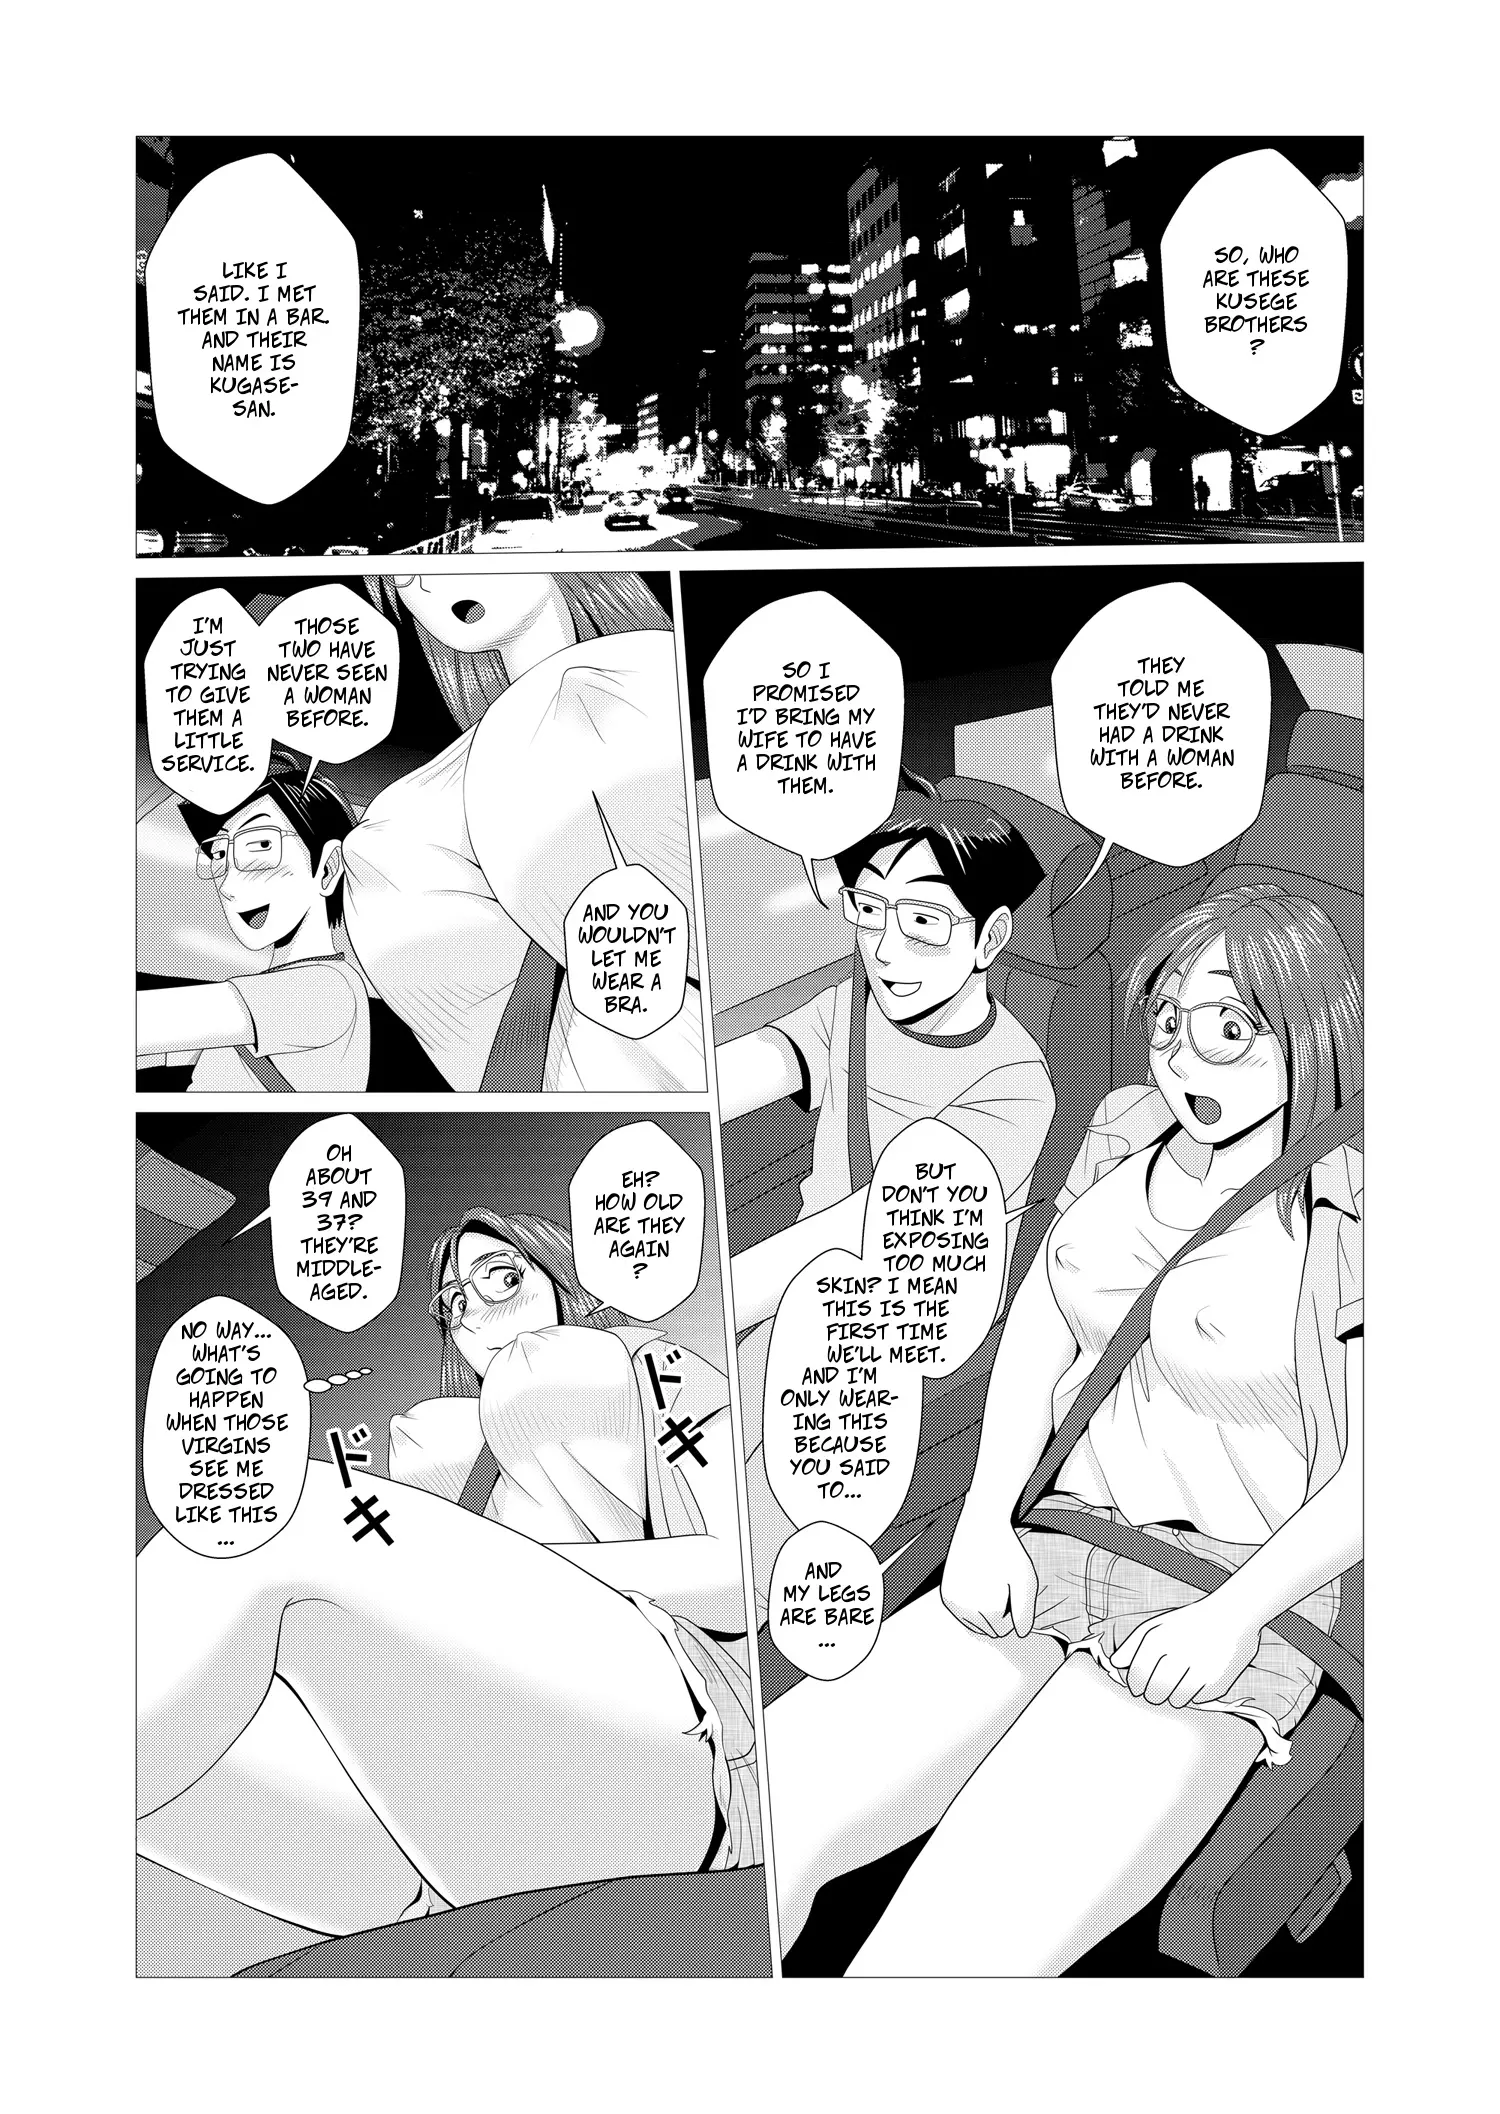 SO, WHO
ARE THESE
KUSEGE
BROTHERS
?
LIKE I
SAID. I MET
THEM IN A BAR.
AND THEIR
NAME IS
KUGASE-
SAN.
THEY
TOLD ME
THEY'D NEVER
HAD A DRINK
WITH A WOMAN
BEFORE.
SO I
PROMISED
I'D BRING MY
WIFE TO HAVE
A DRINK WITH
THEM.
BUT
DON'T YOU
THINK I'M
EXPOSING
TOO MUCH
SKIN? I MEAN
THIS IS THE
FIRST TIME
WE'LL MEET.
AND I'M
ONLY WEAR-
ING THIS
BECAUSE
YOU SAID
TO...
AND
MY LEGS
ARE BARE
...
THOSE
TWO HAVE
NEVER SEEN
A WOMAN
BEFORE.
I'M
JUST
TRYING
TO GIVE
THEM A
LITTLE
SERVICE.
AND YOU
WOULDN'T
LET ME
WEAR A
BRA.
EH?
HOW OLD
ARE THEY
AGAIN
?
OH
ABOUT
39 AND
37?
THEY'RE
MIDDLE-
AGED.
ドキ
ドキ
NO WAY...
WHAT'S
GOING TO
HAPPEN
WHEN THOSE
VIRGINS
SEE ME
DRESSED
LIKE THIS
...